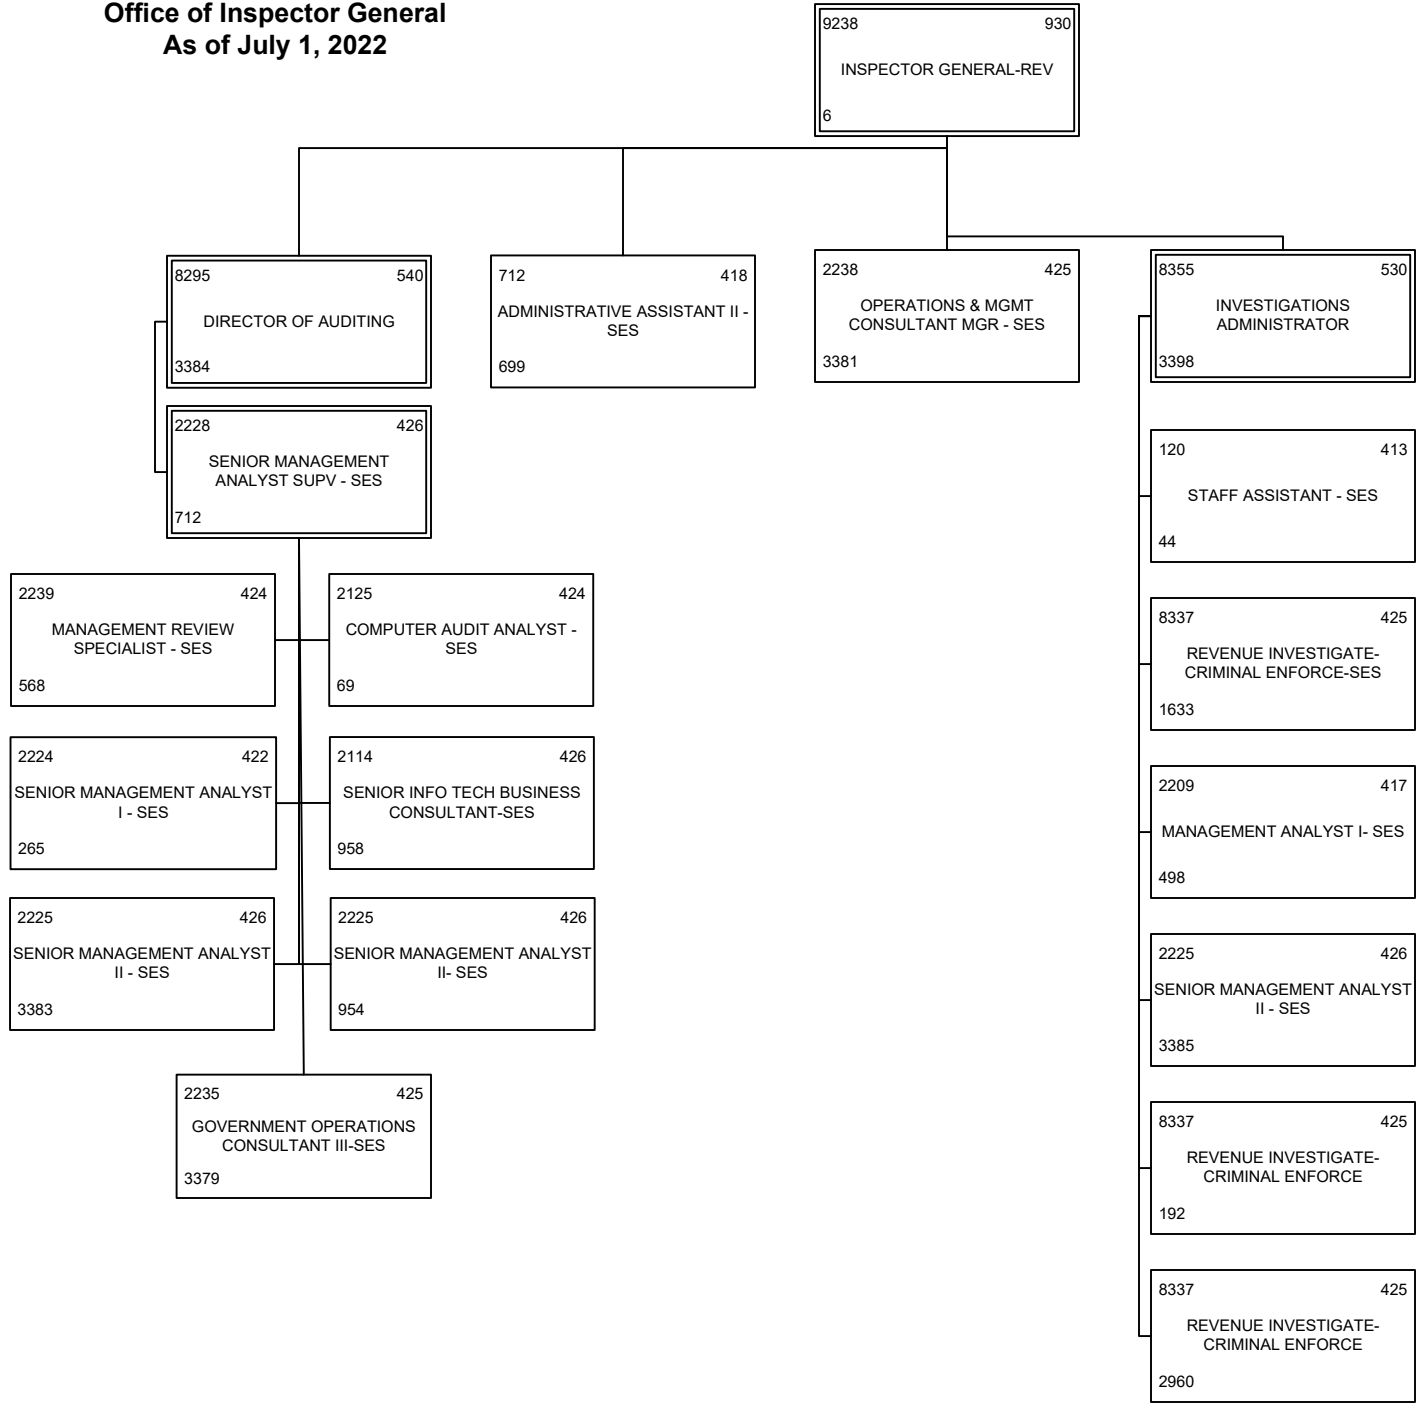 Office of Inspector General
As of July 1, 2022
9238 930
INSPECTOR GENERAL-REV
6
8295 540
DIRECTOR OF AUDITING
3384
712 418
ADMINISTRATIVE ASSISTANT II -
SES
699
2238 425
OPERATIONS & MGMT
CONSULTANT MGR - SES
3381
8355 530
INVESTIGATIONS
ADMINISTRATOR
3398
2228 426
SENIOR MANAGEMENT
ANALYST SUPV - SES
712
2239 424
MANAGEMENT REVIEW
SPECIALIST - SES
568
2125 424
COMPUTER AUDIT ANALYST -
SES
69
2224 422
SENIOR MANAGEMENT ANALYST
I - SES
265
2114 426
SENIOR INFO TECH BUSINESS
CONSULTANT-SES
958
2225 426
SENIOR MANAGEMENT ANALYST
II - SES
3383
2225 426
SENIOR MANAGEMENT ANALYST
II- SES
954
2235 425
GOVERNMENT OPERATIONS
CONSULTANT III-SES
3379
120 413
STAFF ASSISTANT - SES
44
8337 425
REVENUE INVESTIGATE-
CRIMINAL ENFORCE-SES
1633
2209 417
MANAGEMENT ANALYST I- SES
498
2225 426
SENIOR MANAGEMENT ANALYST
II - SES
3385
8337 425
REVENUE INVESTIGATE-
CRIMINAL ENFORCE
192
8337 425
REVENUE INVESTIGATE-
CRIMINAL ENFORCE
2960